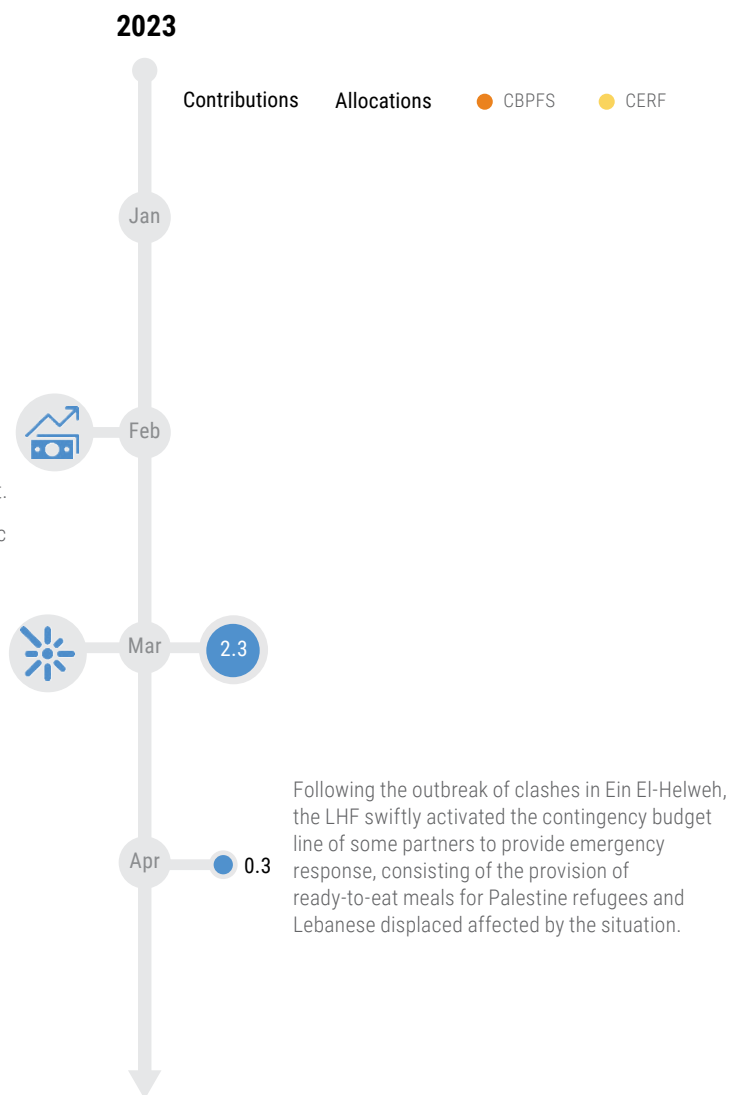 2023
Contributions Allocations CBPFS CERF
Jan
Feb
t.
c
Mar 2.3
Following the outbreak of clashes in Ein El-Helweh,
the LHF swiftly activated the contingency budget
line of some partners to provide emergency
response, consisting of the provision of
ready-to-eat meals for Palestine refugees and
Lebanese displaced affected by the situation.
Apr 0.3